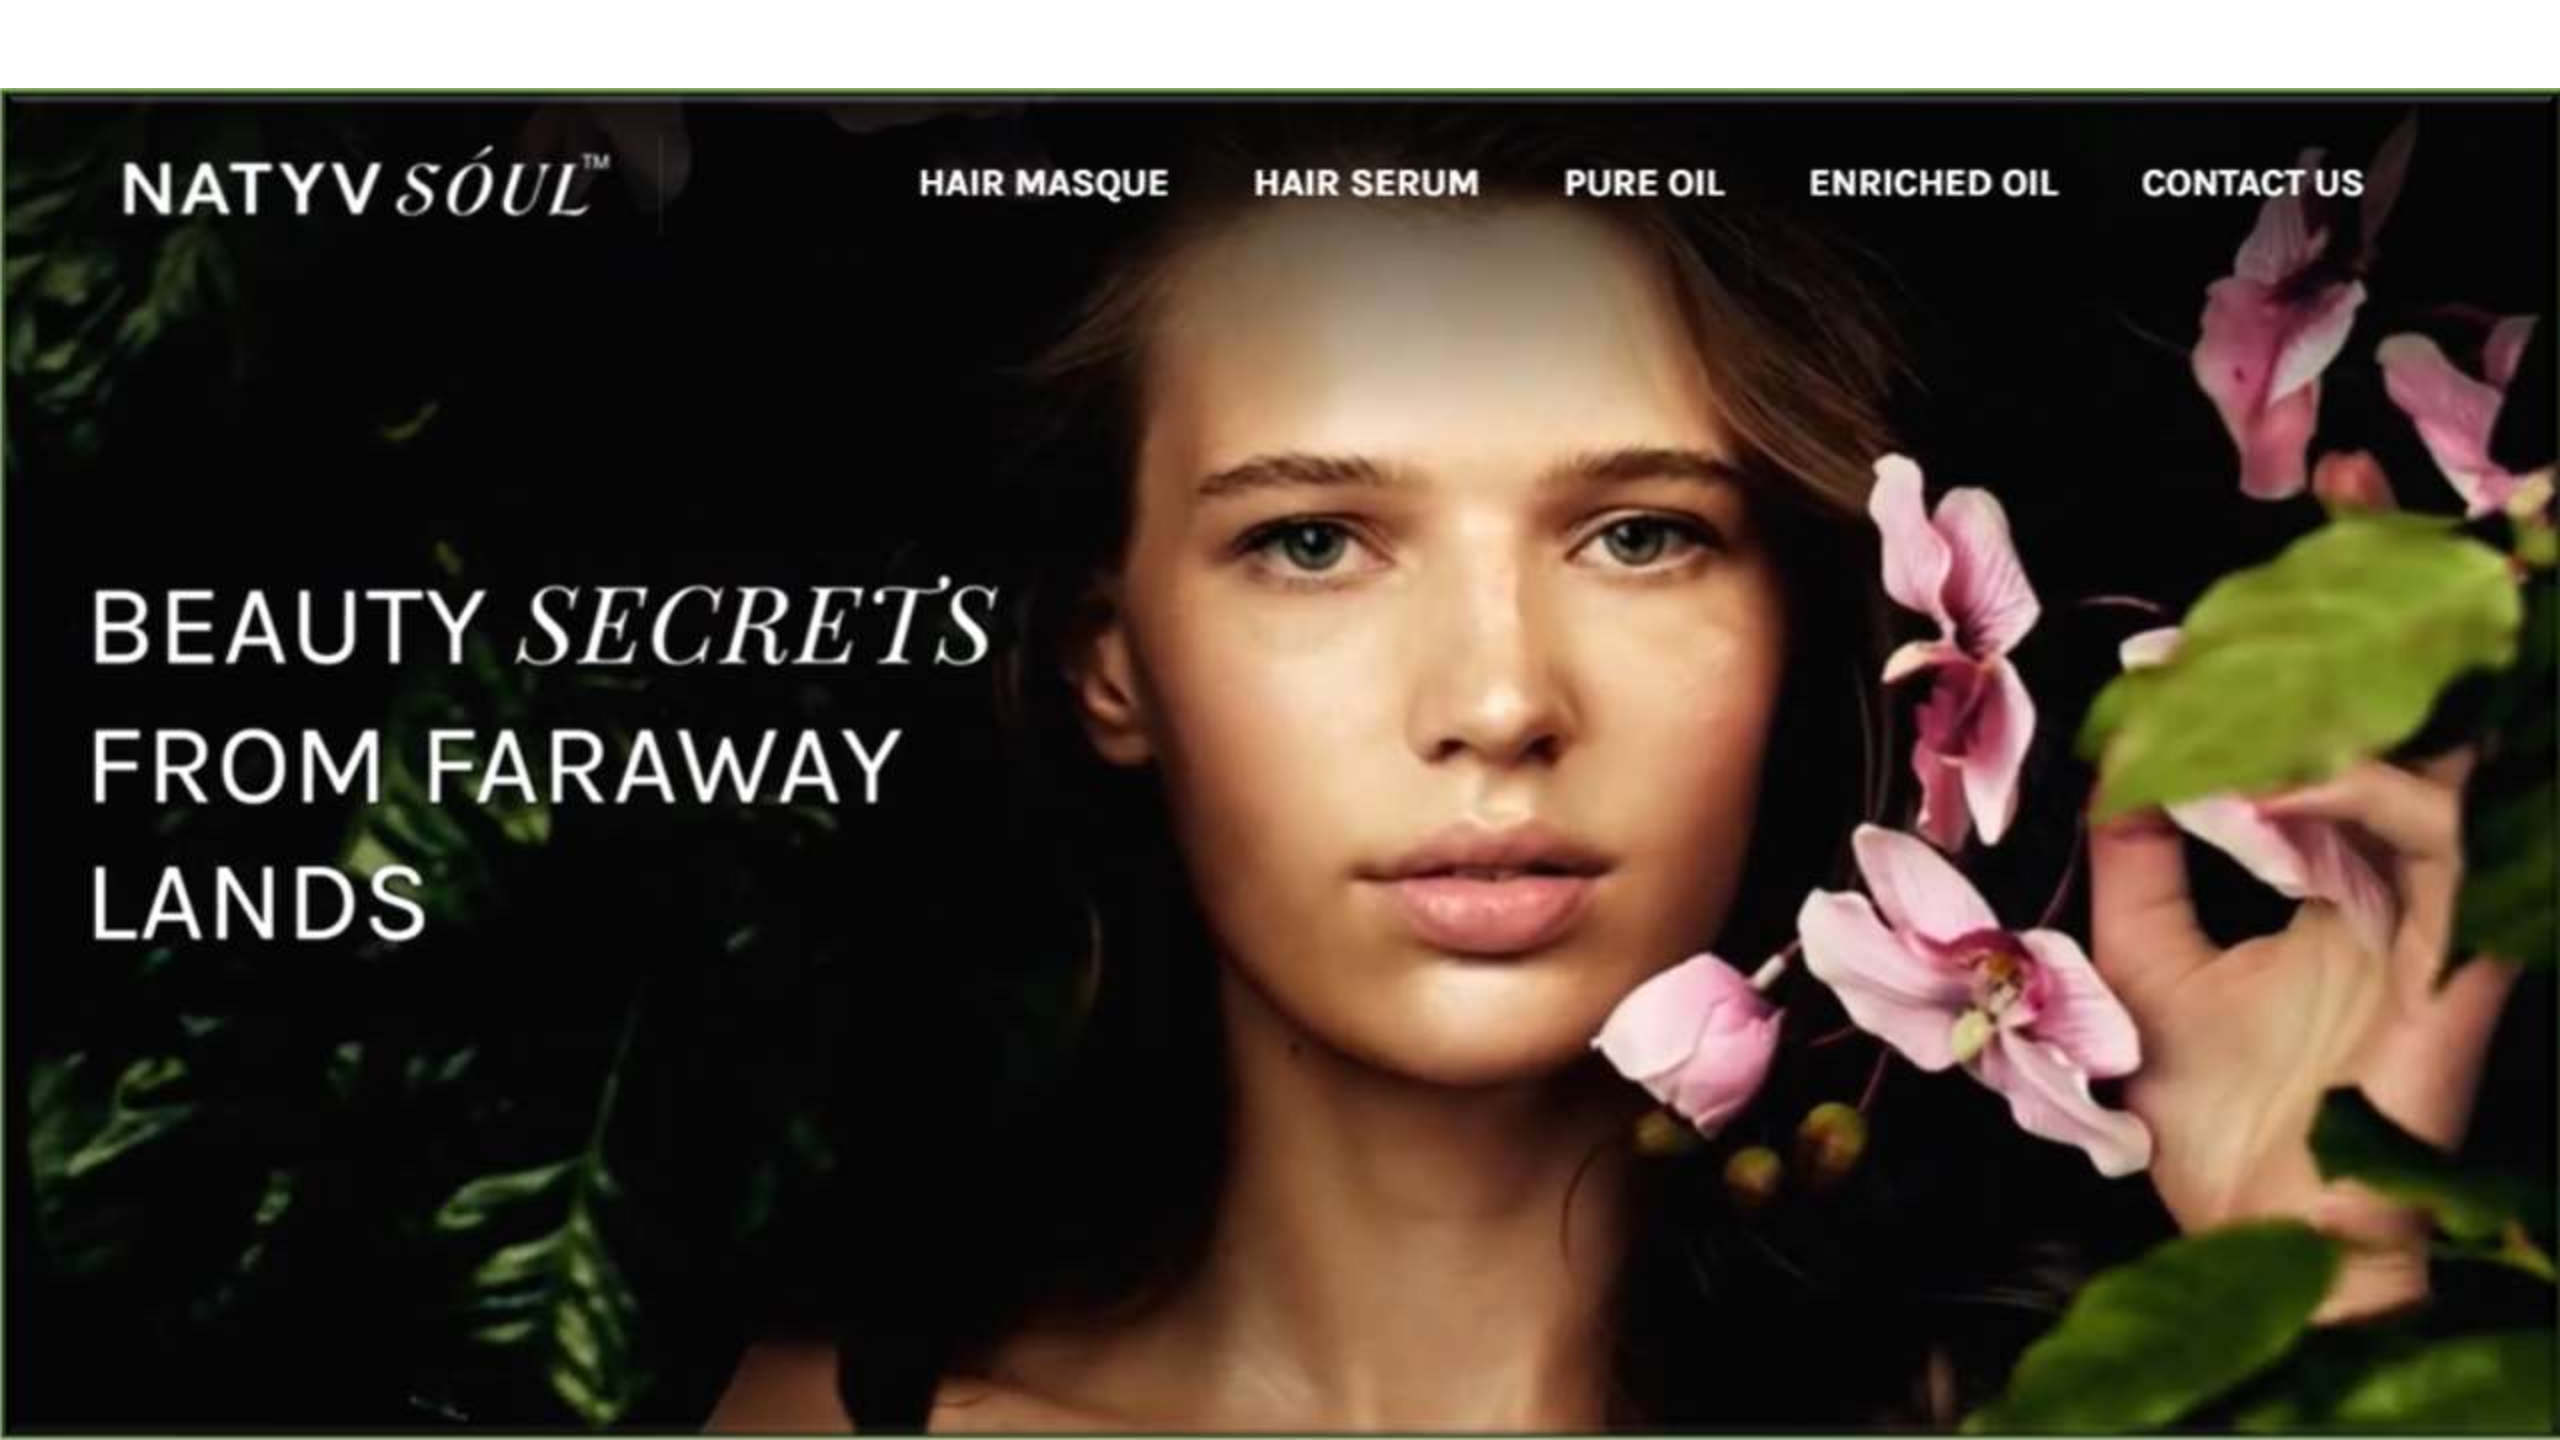 NATYV SÓUL™
HAIR MASQUE HAIR SERUM PURE OIL ENRICHED OIL CONTACT US
BEAUTY SECRETS
FROM FARAWAY
LANDS